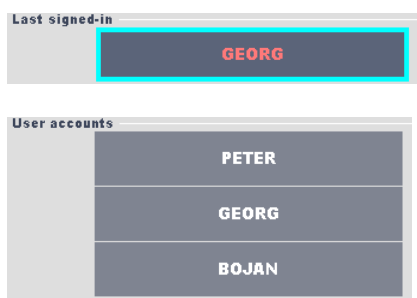 Last signed-in
GEORG
User accounts
PETER
GEORG
BOJAN